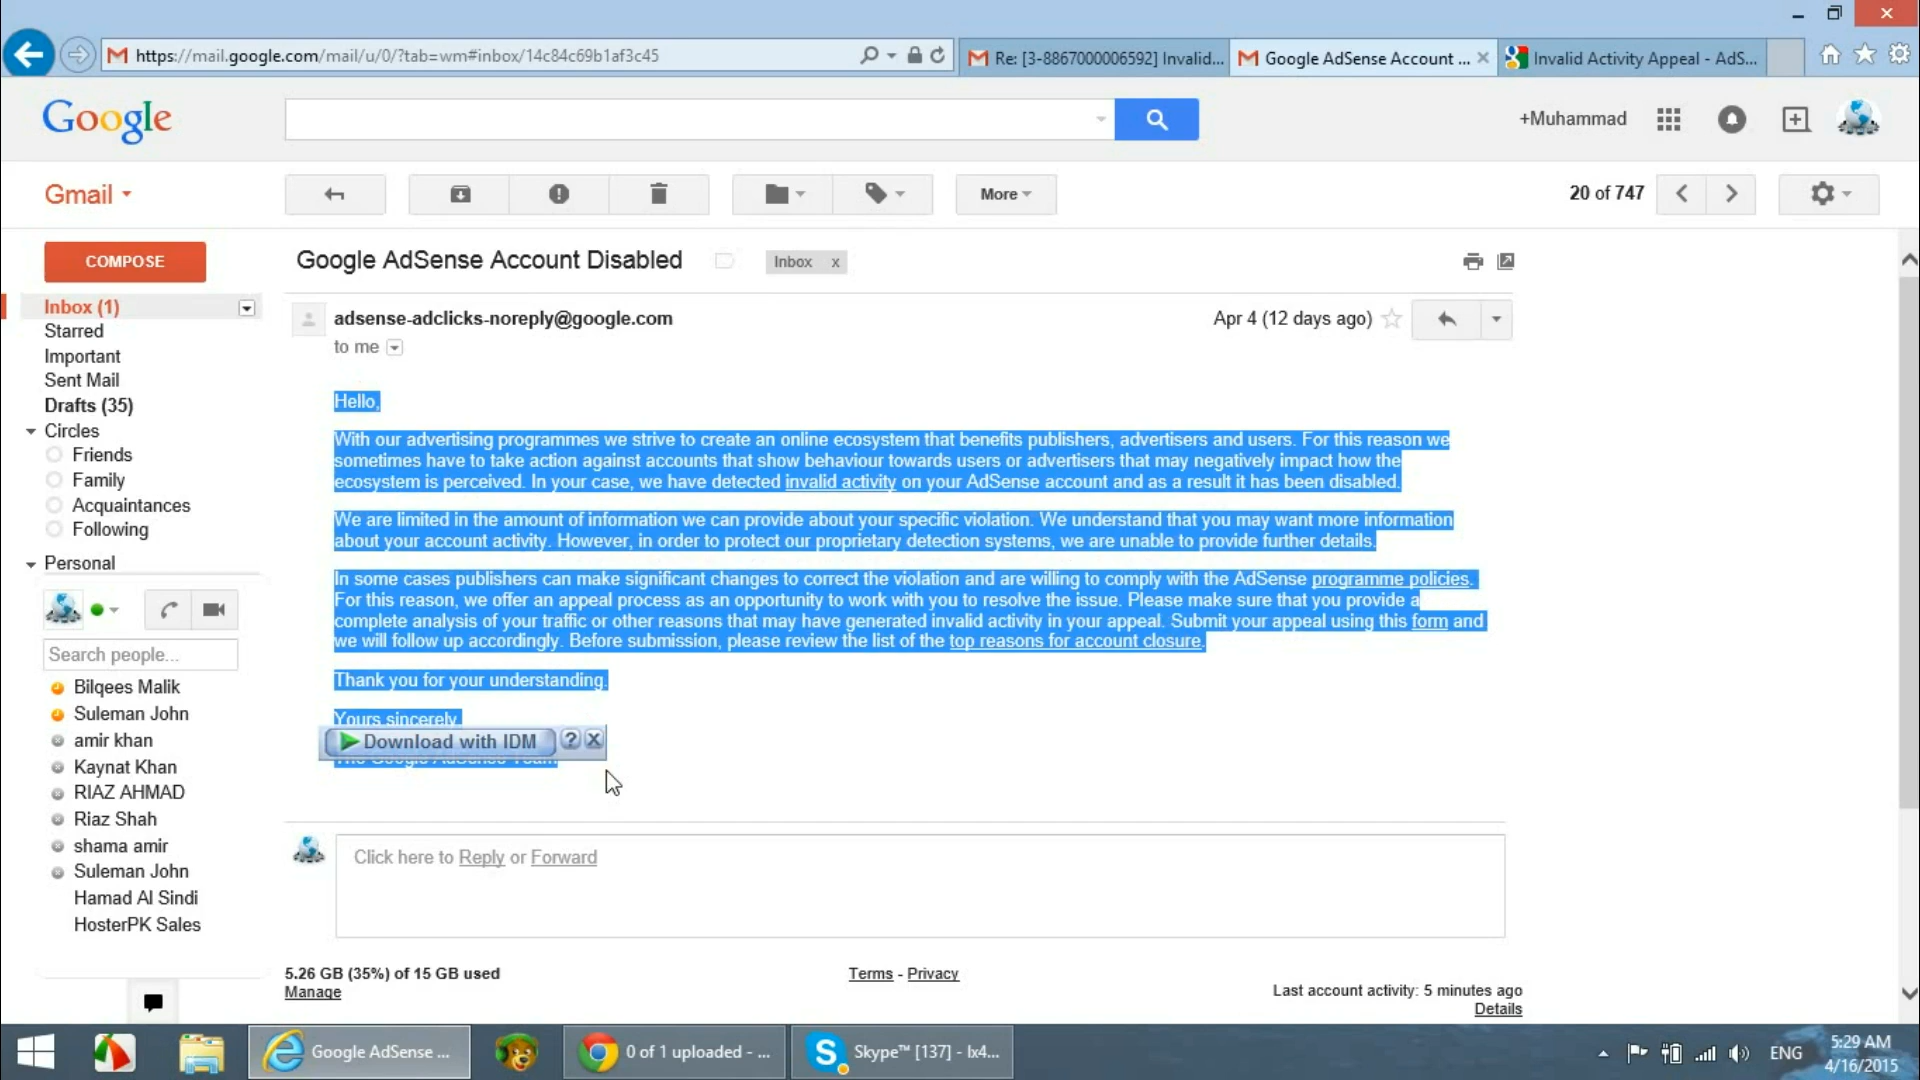 https://mail.google.com/mail/u/0/?tab=wm#inbox/14c84c69b1af3c45
Re: [3-8867000006592] Invalid...
Google AdSense Account ...
Invalid Activity Appeal - AdS...
Google
+Muhammad
Gmail
More
20 of 747
COMPOSE
Google AdSense Account Disabled
Inbox x
Inbox (1)
Starred
Important
Sent Mail
Drafts (35)
Circles
Friends
Family
Acquaintances
Following
Personal
Search people...
Bilqees Malik
Suleman John
amir khan
Kaynat Khan
RIAZ AHMAD
Riaz Shah
shama amir
Suleman John
Hamad Al Sindi
HosterPK Sales
adsense-adclicks-noreply@google.com
Apr 4 (12 days ago)
to me
Hello,
With our advertising programmes we strive to create an online ecosystem that benefits publishers, advertisers and users. For this reason we
sometimes have to take action against accounts that show behaviour towards users or advertisers that may negatively impact how the
ecosystem is perceived. In your case, we have detected invalid activity on your AdSense account and as a result it has been disabled.
We are limited in the amount of information we can provide about your specific violation. We understand that you may want more information
about your account activity. However, in order to protect our proprietary detection systems, we are unable to provide further details.
In some cases publishers can make significant changes to correct the violation and are willing to comply with the AdSense programme policies.
For this reason, we offer an appeal process as an opportunity to work with you to resolve the issue. Please make sure that you provide a
complete analysis of your traffic or other reasons that may have generated invalid activity in your appeal. Submit your appeal using this form and
we will follow up accordingly. Before submission, please review the list of the top reasons for account closure.
Thank you for your understanding.
Yours sincerely,
Download with IDM ?
The Google AdSense Team
Click here to Reply or Forward
5.26 GB (35%) of 15 GB used
Manage
Terms - Privacy
Last account activity: 5 minutes ago
Details
Google AdSense ...
0 of 1 uploaded - ...
Skype™ [137] - lx4...
ENG
5:29 AM
4/16/2015